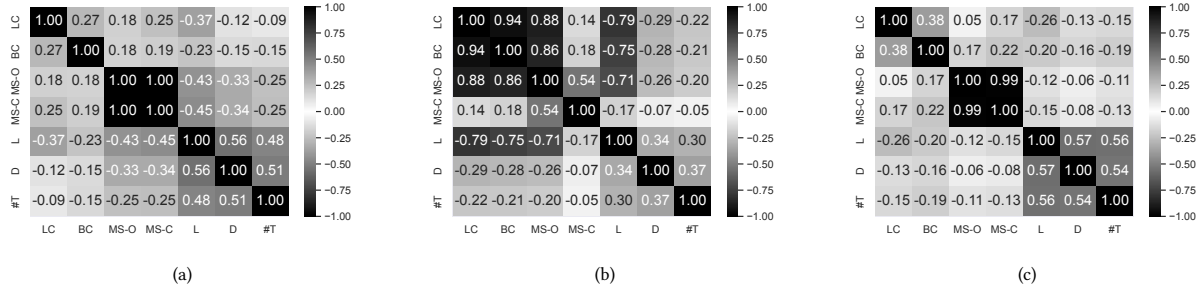 LC 1.00 0.27 0.18 0.25 -0.37 -0.12 -0.09
BC 0.27 1.00 0.18 0.19 -0.23 -0.15 -0.15
MS-O 0.18 0.18 1.00 1.00 -0.43 -0.33 -0.25
MS-C 0.25 0.19 1.00 1.00 -0.45 -0.34 -0.25
L -0.37 -0.23 -0.43 -0.45 1.00 0.56 0.48
D -0.12 -0.15 -0.33 -0.34 0.56 1.00 0.51
#T -0.09 -0.15 -0.25 -0.25 0.48 0.51 1.00
LC BC MS-O MS-C L D #T
1.00
0.75
0.50
0.25
0.00
−0.25
−0.50
−0.75
−1.00
(a)
LC 1.00 0.94 0.88 0.14 -0.79 -0.29 -0.22
BC 0.94 1.00 0.86 0.18 -0.75 -0.28 -0.21
MS-O 0.88 0.86 1.00 0.54 -0.71 -0.26 -0.20
MS-C 0.14 0.18 0.54 1.00 -0.17 -0.07 -0.05
L -0.79 -0.75 -0.71 -0.17 1.00 0.34 0.30
D -0.29 -0.28 -0.26 -0.07 0.34 1.00 0.37
#T -0.22 -0.21 -0.20 -0.05 0.30 0.37 1.00
LC BC MS-O MS-C L D #T
1.00
0.75
0.50
0.25
0.00
−0.25
−0.50
−0.75
−1.00
(b)
LC 1.00 0.38 0.05 0.17 -0.26 -0.13 -0.15
BC 0.38 1.00 0.17 0.22 -0.20 -0.16 -0.19
MS-O 0.05 0.17 1.00 0.99 -0.12 -0.06 -0.11
MS-C 0.17 0.22 0.99 1.00 -0.15 -0.08 -0.13
L -0.26 -0.20 -0.12 -0.15 1.00 0.57 0.56
D -0.13 -0.16 -0.06 -0.08 0.57 1.00 0.54
#T -0.15 -0.19 -0.11 -0.13 0.56 0.54 1.00
LC BC MS-O MS-C L D #T
1.00
0.75
0.50
0.25
0.00
−0.25
−0.50
−0.75
−1.00
(c)